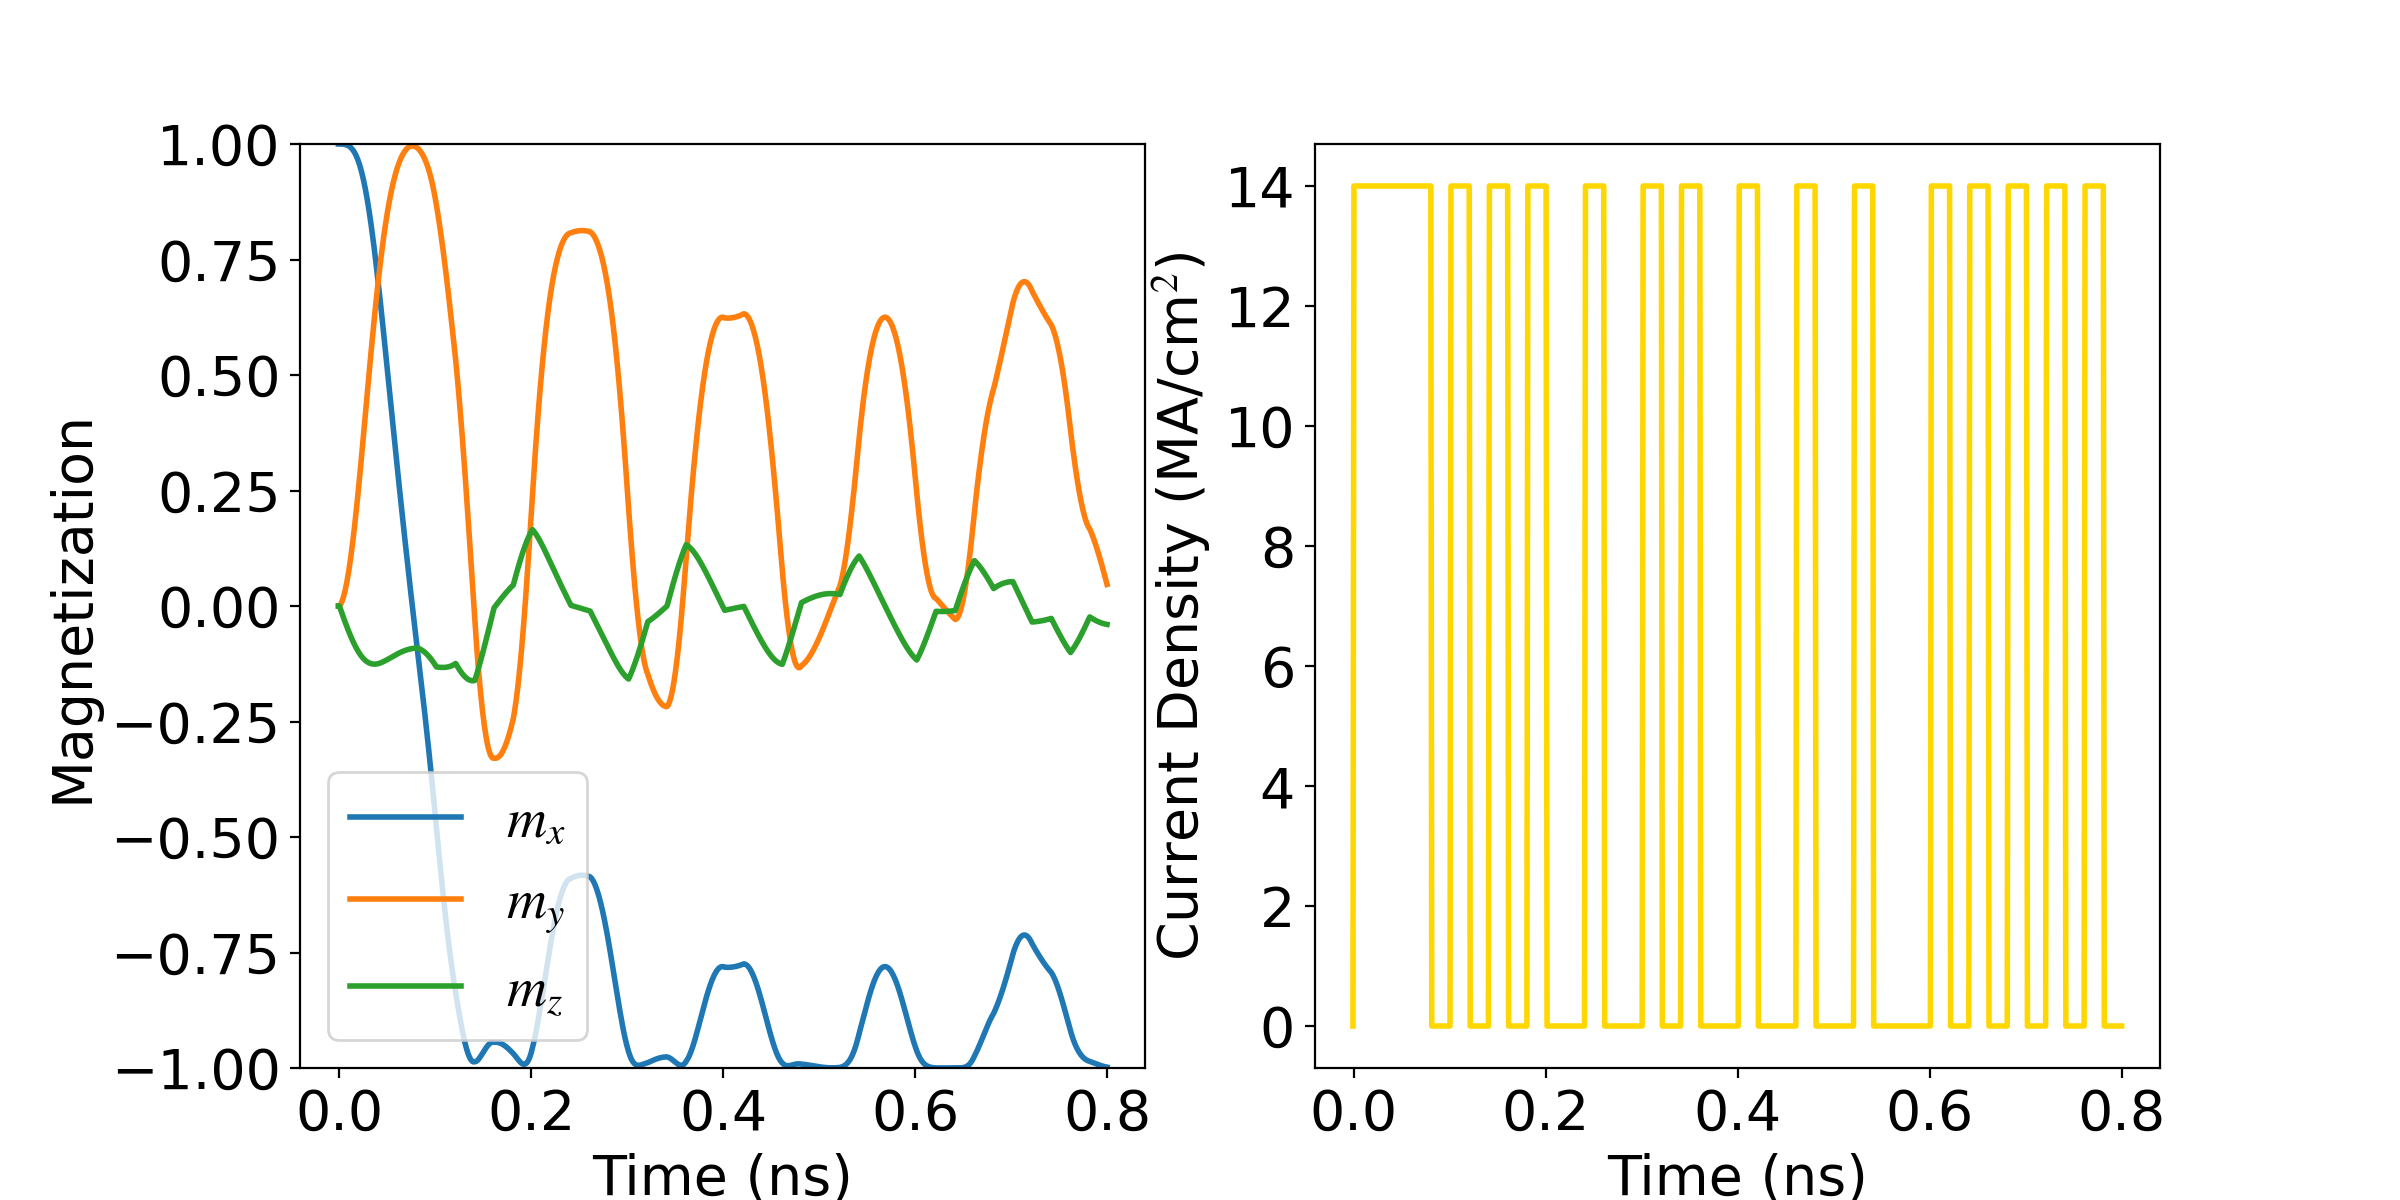 1.00
0.75
0.50
0.25
0.00
−0.25
−0.50
−0.75
−1.00
Magnetization
m_x
m_y
m_z
0.0 0.2 0.4 0.6 0.8
Time (ns)
14
12
10
8
6
4
2
0
Current Density (MA/cm²)
0.0 0.2 0.4 0.6 0.8
Time (ns)